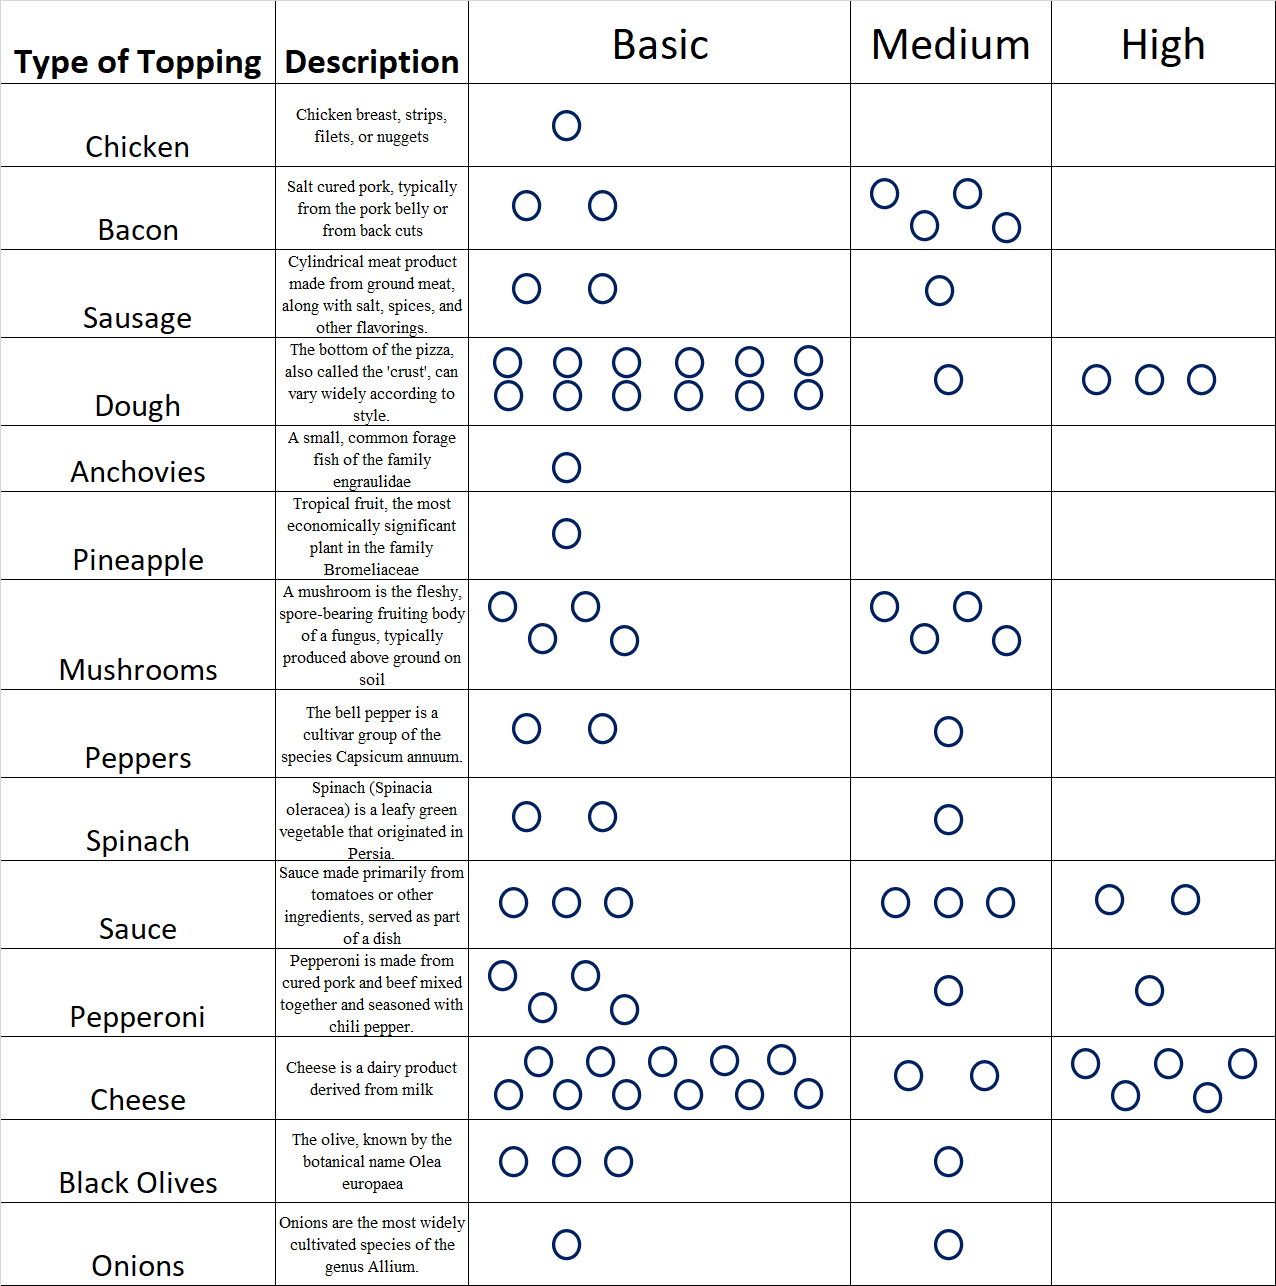 Type of Topping Description Basic Medium High
Chicken
Chicken breast, strips,
filets, or nuggets
Bacon
Salt cured pork, typically
from the pork belly or
from back cuts
Sausage
Cylindrical meat product
made from ground meat,
along with salt, spices, and
other flavorings.
Dough
The bottom of the pizza,
also called the 'crust', can
vary widely according to
style.
Anchovies
A small, common forage
fish of the family
engraulidae
Pineapple
Tropical fruit, the most
economically significant
plant in the family
Bromeliaceae
Mushrooms
A mushroom is the fleshy,
spore-bearing fruiting body
of a fungus, typically
produced above ground on
soil
Peppers
The bell pepper is a
cultivar group of the
species Capsicum annuum.
Spinach
Spinach (Spinacia
oleracea) is a leafy green
vegetable that originated in
Persia.
Sauce
Sauce made primarily from
tomatoes or other
ingredients, served as part
of a dish
Pepperoni
Pepperoni is made from
cured pork and beef mixed
together and seasoned with
chili pepper.
Cheese
Cheese is a dairy product
derived from milk
Black Olives
The olive, known by the
botanical name Olea
europaea
Onions
Onions are the most widely
cultivated species of the
genus Allium.